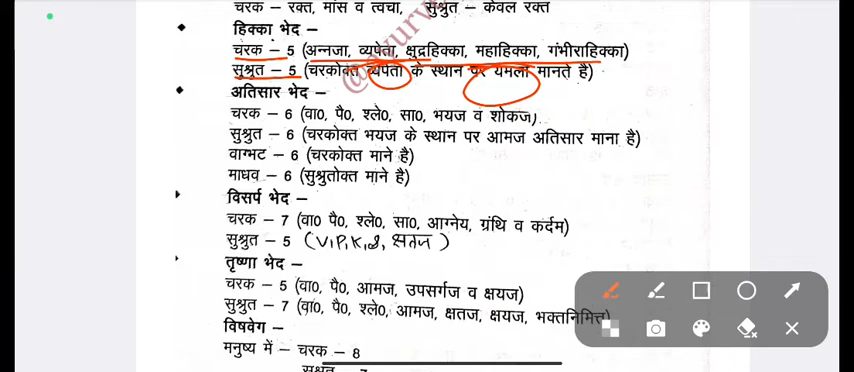 चरक – रक्त, मांस व त्वचा, सुश्रुत – केवल रक्त
हिक्का भेद –
चरक – 5 (अन्नजा, व्यपेता, क्षुद्रहिक्का, महाहिक्का, गंभीराहिक्का)
सुश्रुत – 5 (चरकोक्त व्यपेता के स्थान पर यमला मानते है)
अतिसार भेद –
चरक – 6 (वा0 पै0, श्ले0, सा0, भयज व शोकज)
सुश्रुत – 6 (चरकोक्त भयज के स्थान पर आमज अतिसार माना है)
वाग्भट – 6 (चरकोक्त माने है)
माधव – 6 (सुश्रुतोक्त माने है)
विसर्प भेद –
चरक – 7 (वा0 पै0, श्ले0, सा0, आग्नेय, ग्रंथि व कर्दम)
सुश्रुत – 5 (V,P,K,S, क्षतज)
तृष्णा भेद –
चरक – 5 (वा0, पै0, आमज, उपसर्गज व क्षयज)
सुश्रुत – 7 (वा0, पै0, श्ले0, आमज, क्षतज, क्षयज, भक्तनिमित्त)
विषवेग –
मनुष्य में – चरक – 8